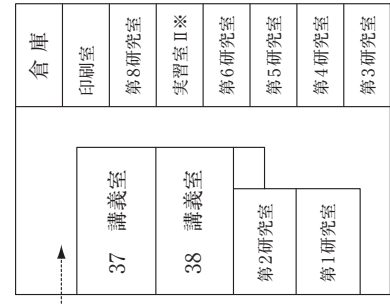 倉庫
印刷室
第8研究室
実習室Ⅱ※
第6研究室
第5研究室
第4研究室
第3研究室
37 講義室
38 講義室
第2研究室
第1研究室